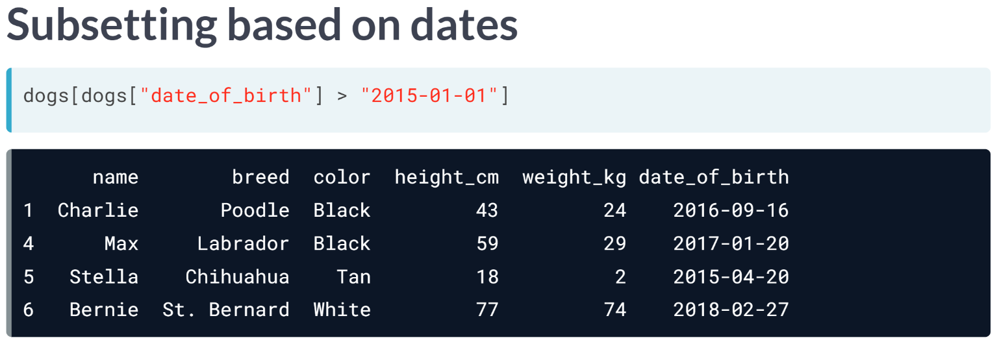 Subsetting based on dates
dogs[dogs["date_of_birth"] > "2015-01-01"]
name breed color height_cm weight_kg date_of_birth
1 Charlie Poodle Black 43 24 2016-09-16
4 Max Labrador Black 59 29 2017-01-20
5 Stella Chihuahua Tan 18 2 2015-04-20
6 Bernie St. Bernard White 77 74 2018-02-27